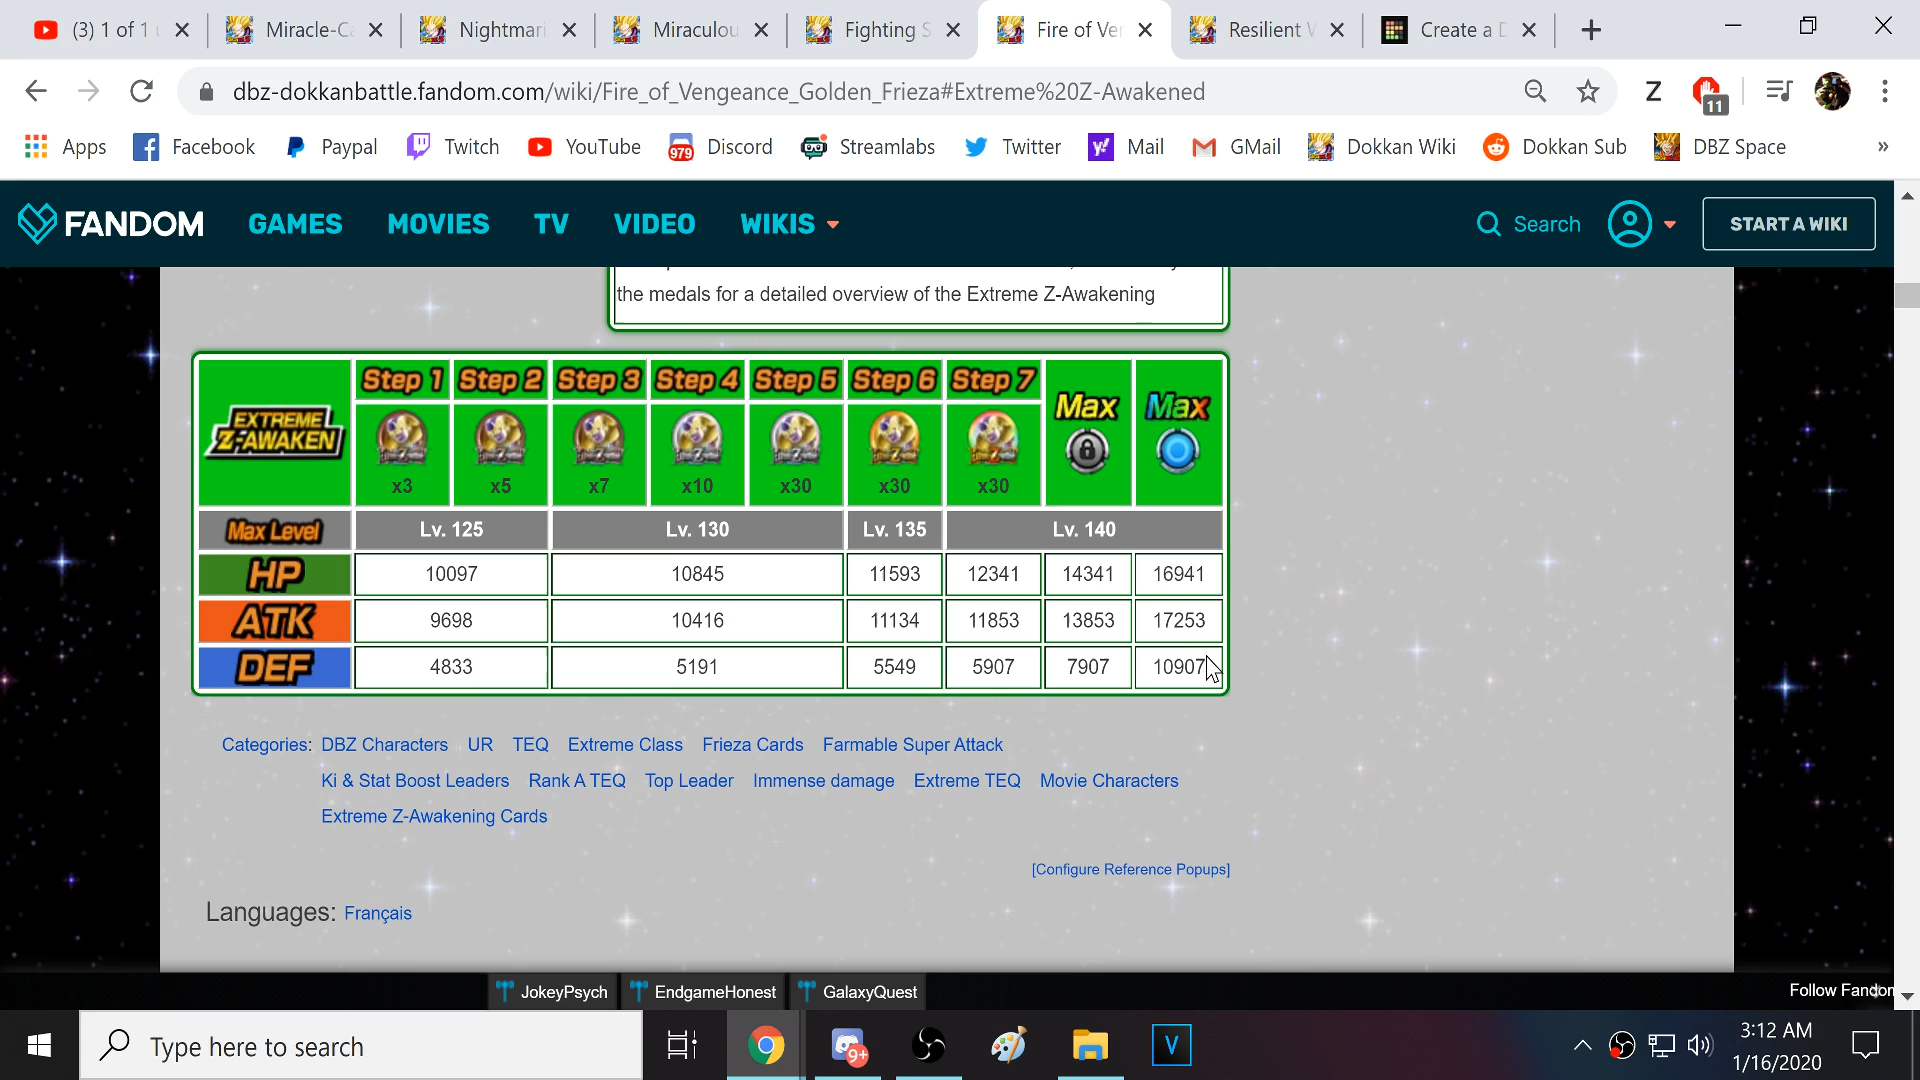 (3) 1 of 1 Miracle-Ca Nightmari Miraculou Fighting S Fire of Ver Resilient W Create a D
dbz-dokkanbattle.fandom.com/wiki/Fire_of_Vengeance_Golden_Frieza#Extreme%20Z-Awakened Z 11
Apps Facebook Paypal Twitch YouTube 979 Discord Streamlabs Twitter y! Mail GMail Dokkan Wiki Dokkan Sub DBZ Space »
FANDOM GAMES MOVIES TV VIDEO WIKIS Search START A WIKI
the medals for a detailed overview of the Extreme Z-Awakening
EXTREME Z-AWAKEN Step 1 Step 2 Step 3 Step 4 Step 5 Step 6 Step 7 Max Max
x3 x5 x7 x10 x30 x30 x30
Max Level Lv. 125 Lv. 130 Lv. 135 Lv. 140
HP 10097 10845 11593 12341 14341 16941
ATK 9698 10416 11134 11853 13853 17253
DEF 4833 5191 5549 5907 7907 10907
Categories: DBZ Characters UR TEQ Extreme Class Frieza Cards Farmable Super Attack
Ki & Stat Boost Leaders Rank A TEQ Top Leader Immense damage Extreme TEQ Movie Characters
Extreme Z-Awakening Cards
[Configure Reference Popups]
Languages: Français
JokeyPsych EndgameHonest GalaxyQuest Follow Fandom
Type here to search 9+ V 3:12 AM
1/16/2020